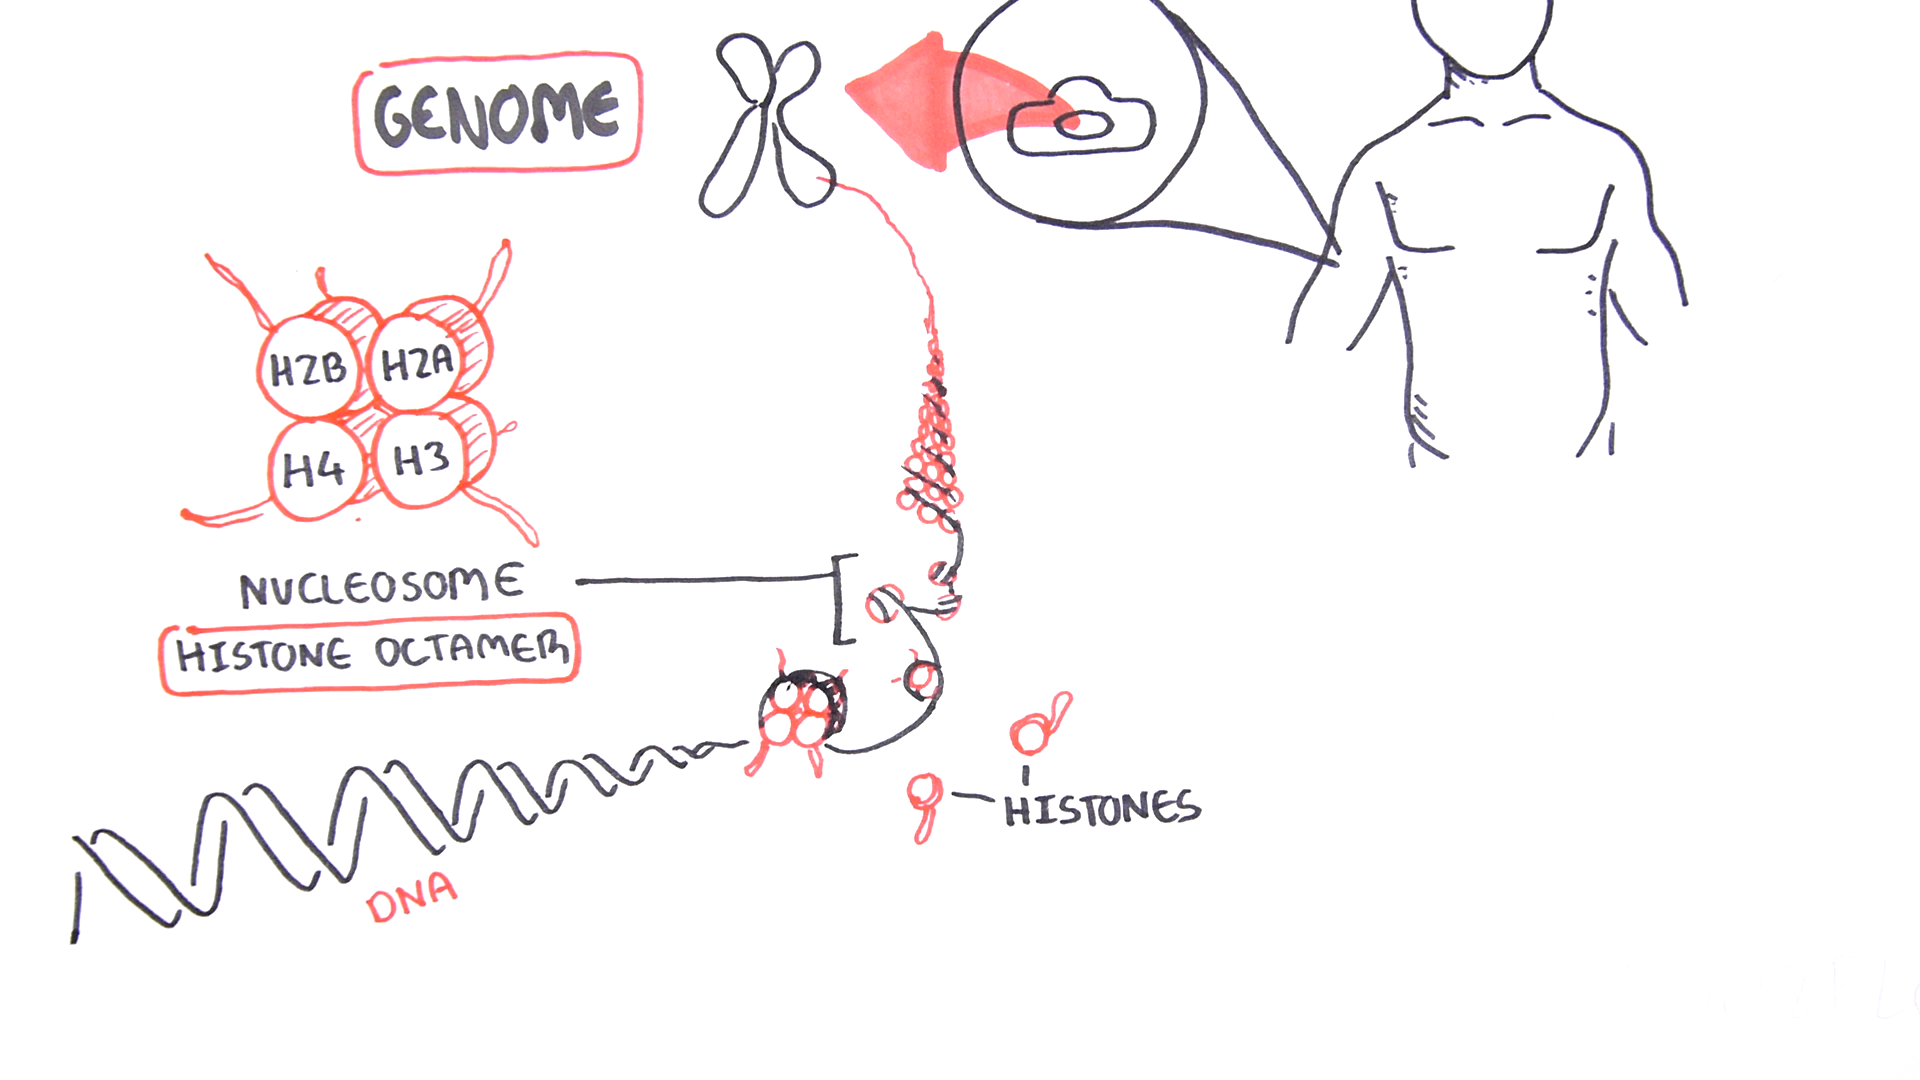 GENOME
H2B H2A
H4 H3
NUCLEOSOME
HISTONE OCTAMER
HISTONES
DNA